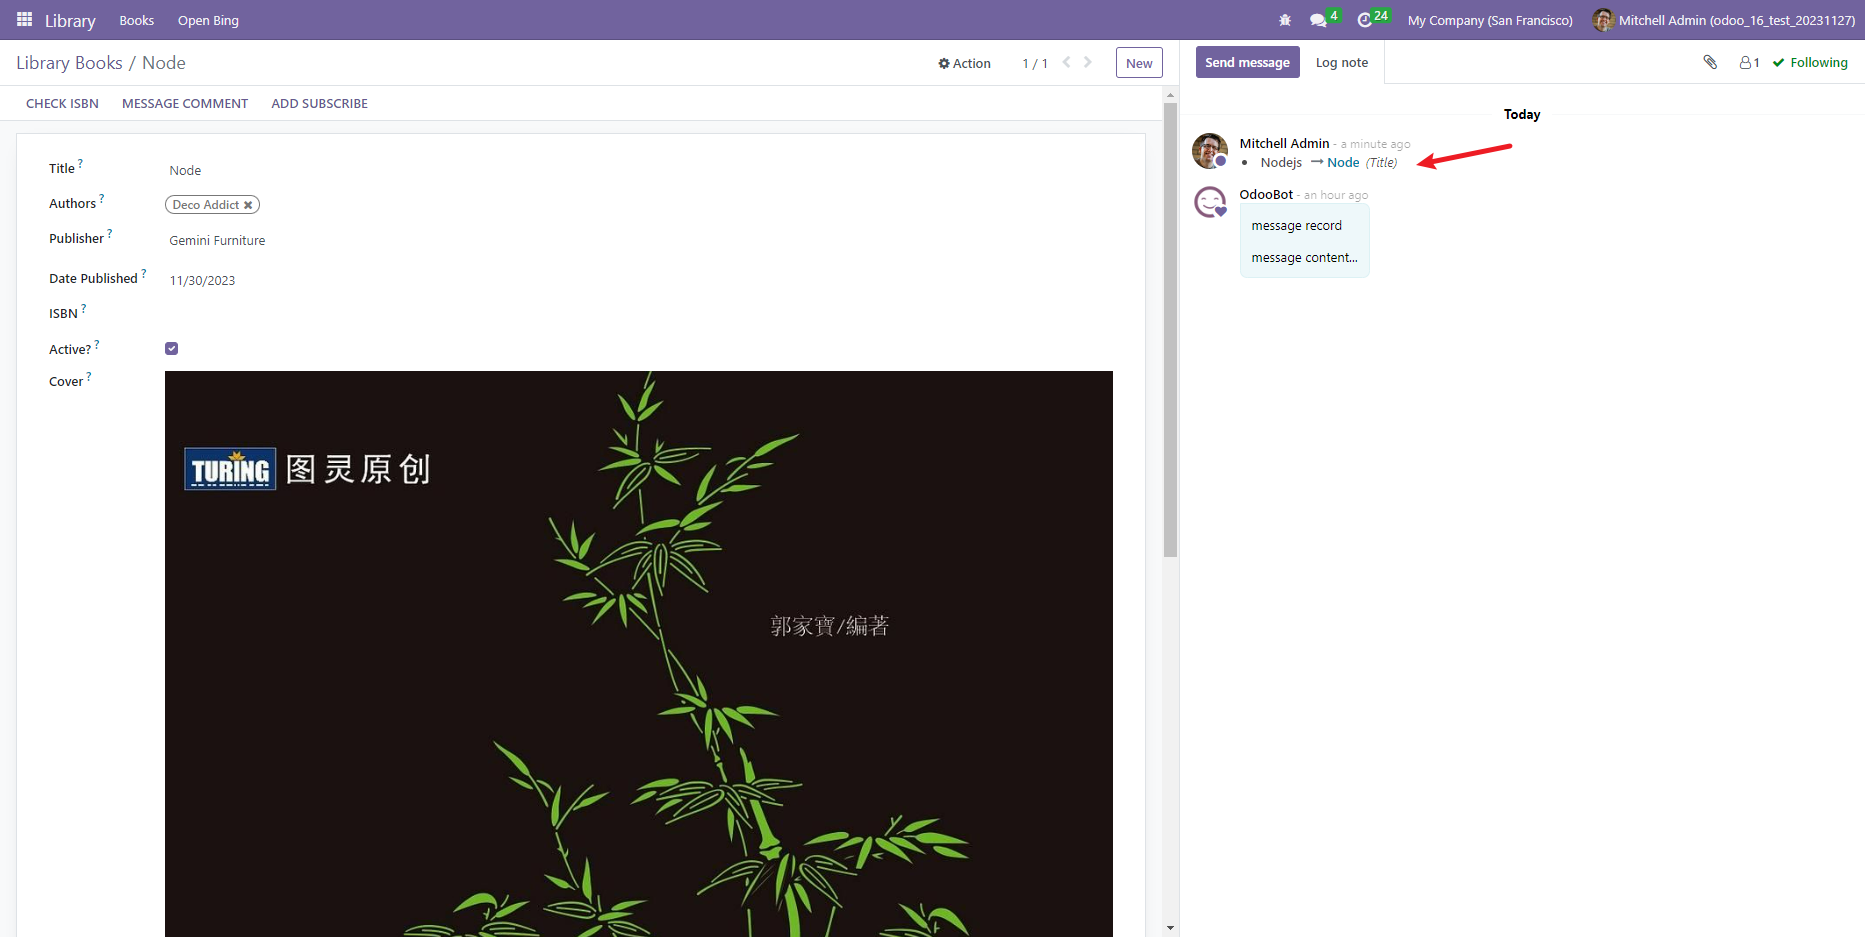 Library Books Open Bing 4 24 My Company (San Francisco) Mitchell Admin (odoo_16_test_20231127)
Library Books / Node Action 1 / 1 New
CHECK ISBN MESSAGE COMMENT ADD SUBSCRIBE
Title ? Node
Authors ? Deco Addict ✖
Publisher ? Gemini Furniture
Date Published ? 11/30/2023
ISBN ?
Active? ?
Cover ?
TURING 图灵原创
郭家寶/編著
Send message Log note 1 Following
Today
Mitchell Admin - a minute ago
• Nodejs → Node (Title)
OdooBot - an hour ago
message record
message content...